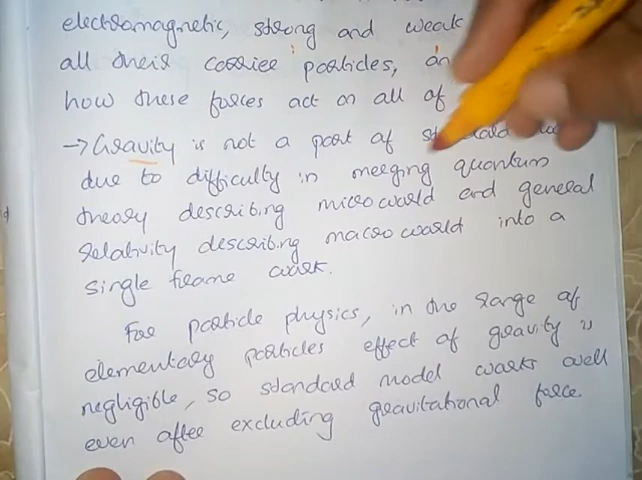 electromagnetic, strong and weak
all their carrier particles, an
how these forces act on all of
→ Gravity is not a part of
due to difficulty in merging quantum
theory describing microworld and general
relativity describing macroworld into a
single frame work.
For particle physics, in the range of
elementary particles effect of gravity is
negligible, so standard model works well
even after excluding gravitational force.